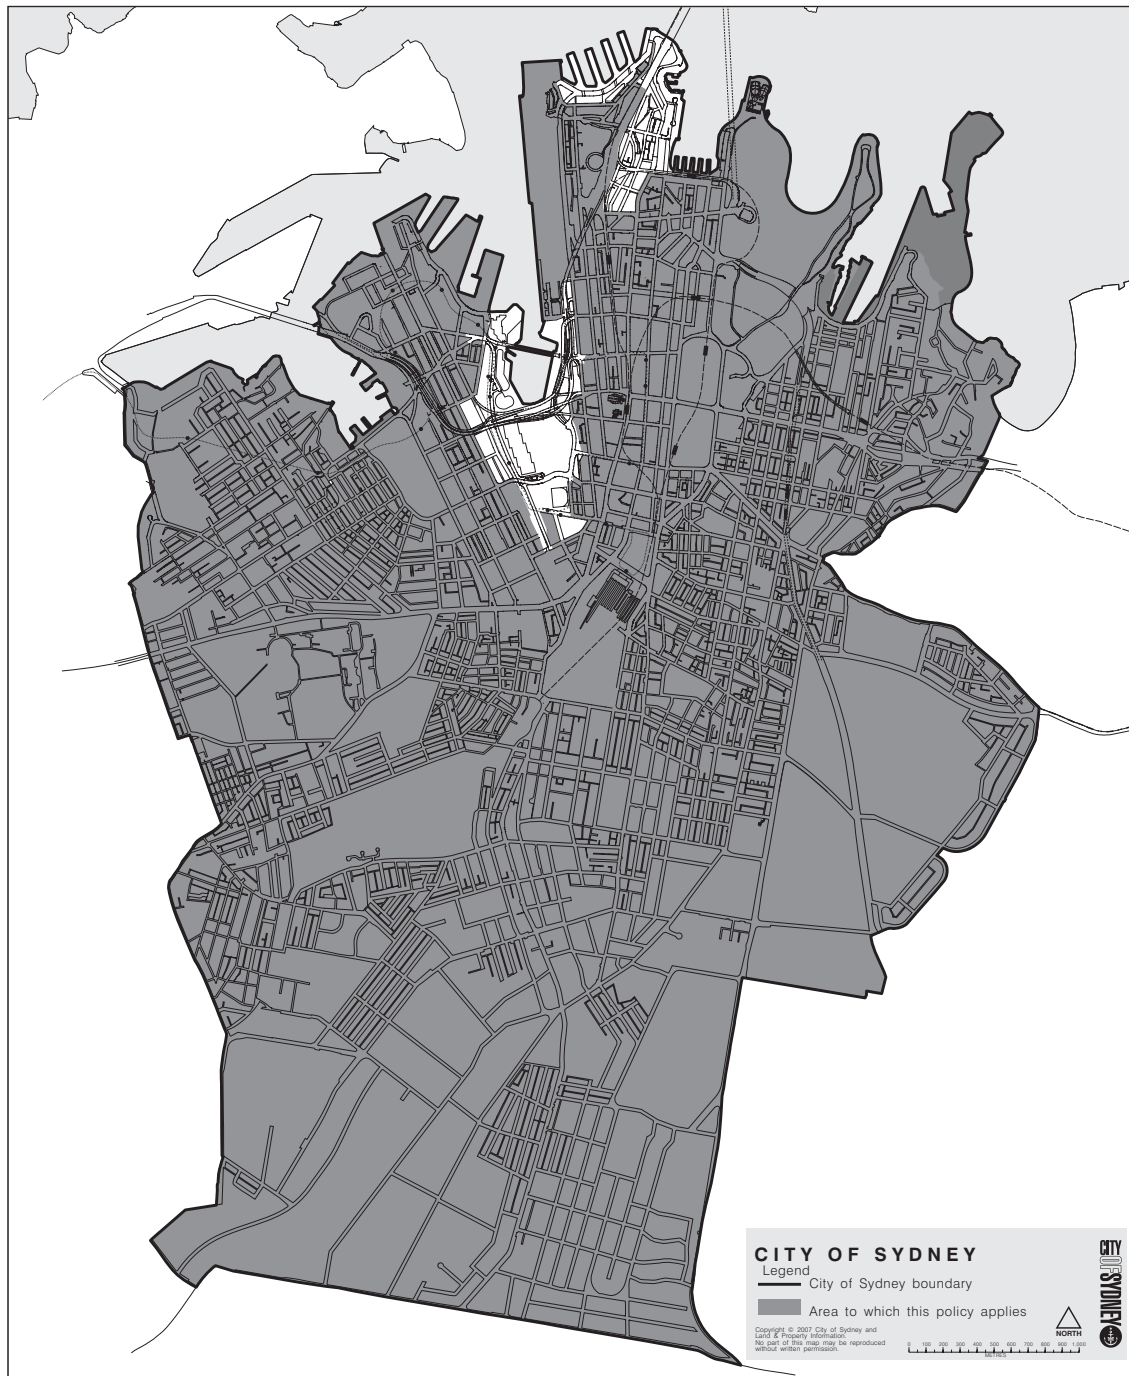 CITY OF SYDNEY
Legend
City of Sydney boundary
Area to which this policy applies
Copyright © 2007 City of Sydney and
Land & Property Information.
No part of this map may be reproduced
without written permission.
NORTH
0 100 200 300 400 500 600 700 800 900 1,000
METRES
CITY OF SYDNEY